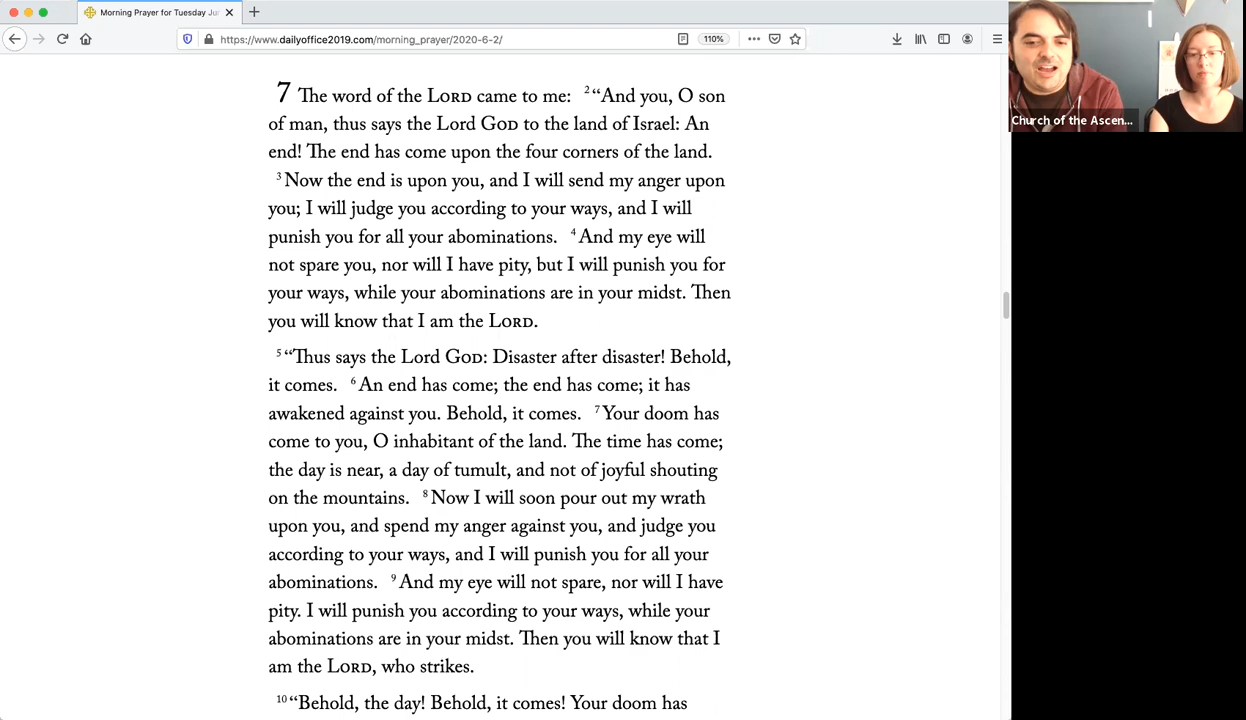 Morning Prayer for Tuesday Ju
https://www.dailyoffice2019.com/morning_prayer/2020-6-2/
110%
Church of the Ascen...
7 The word of the LORD came to me: 2 “And you, O son
of man, thus says the Lord GOD to the land of Israel: An
end! The end has come upon the four corners of the land.
3 Now the end is upon you, and I will send my anger upon
you; I will judge you according to your ways, and I will
punish you for all your abominations. 4 And my eye will
not spare you, nor will I have pity, but I will punish you for
your ways, while your abominations are in your midst. Then
you will know that I am the LORD.
5 “Thus says the Lord GOD: Disaster after disaster! Behold,
it comes. 6 An end has come; the end has come; it has
awakened against you. Behold, it comes. 7 Your doom has
come to you, O inhabitant of the land. The time has come;
the day is near, a day of tumult, and not of joyful shouting
on the mountains. 8 Now I will soon pour out my wrath
upon you, and spend my anger against you, and judge you
according to your ways, and I will punish you for all your
abominations. 9 And my eye will not spare, nor will I have
pity. I will punish you according to your ways, while your
abominations are in your midst. Then you will know that I
am the LORD, who strikes.
10 “Behold, the day! Behold, it comes! Your doom has